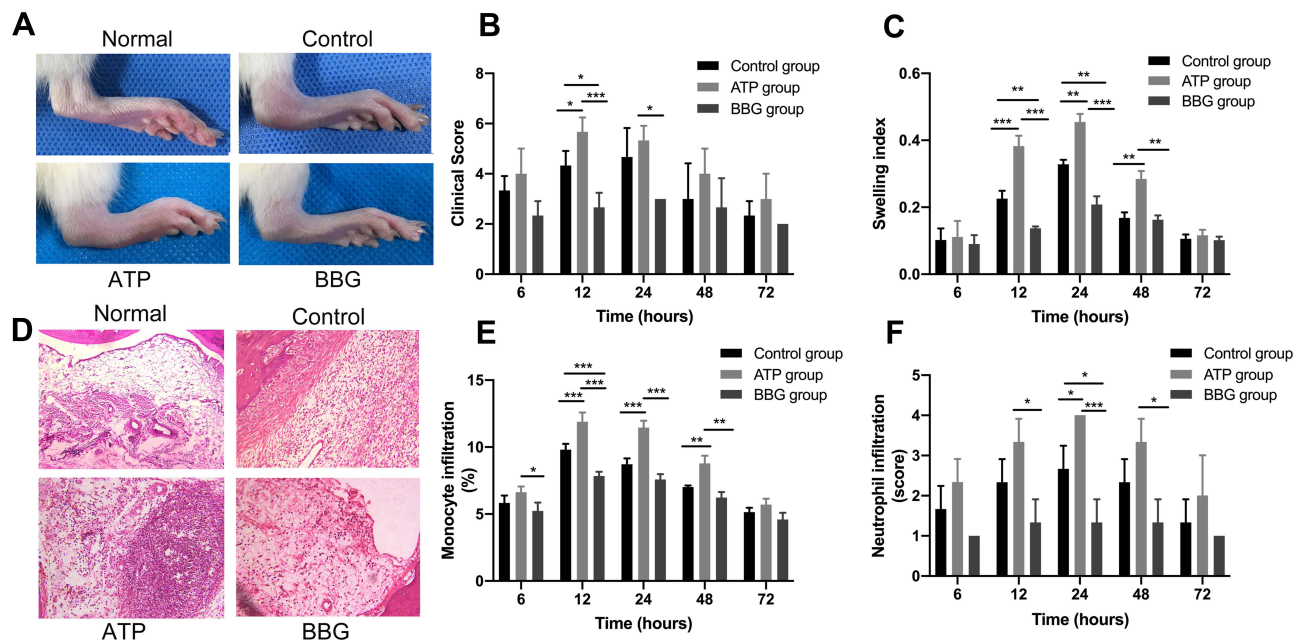 A
Normal
Control
ATP
BBG
B
Control group
ATP group
BBG group
Clinical Score
8
6
4
2
0
*
* ***
*
6 12 24 48 72
Time (hours)
C
Control group
ATP group
BBG group
Swelling index
0.6
0.4
0.2
0.0
**
*** ***
**
** ***
** **
6 12 24 48 72
Time (hours)
D
Normal
Control
ATP
BBG
E
Control group
ATP group
BBG group
Monocyte infiltration
(%)
15
10
5
0
*
***
*** ***
*** ***
** **
6 12 24 48 72
Time (hours)
F
Control group
ATP group
BBG group
Neutrophil infiltration
(score)
5
4
3
2
1
0
*
*
* ***
*
6 12 24 48 72
Time (hours)